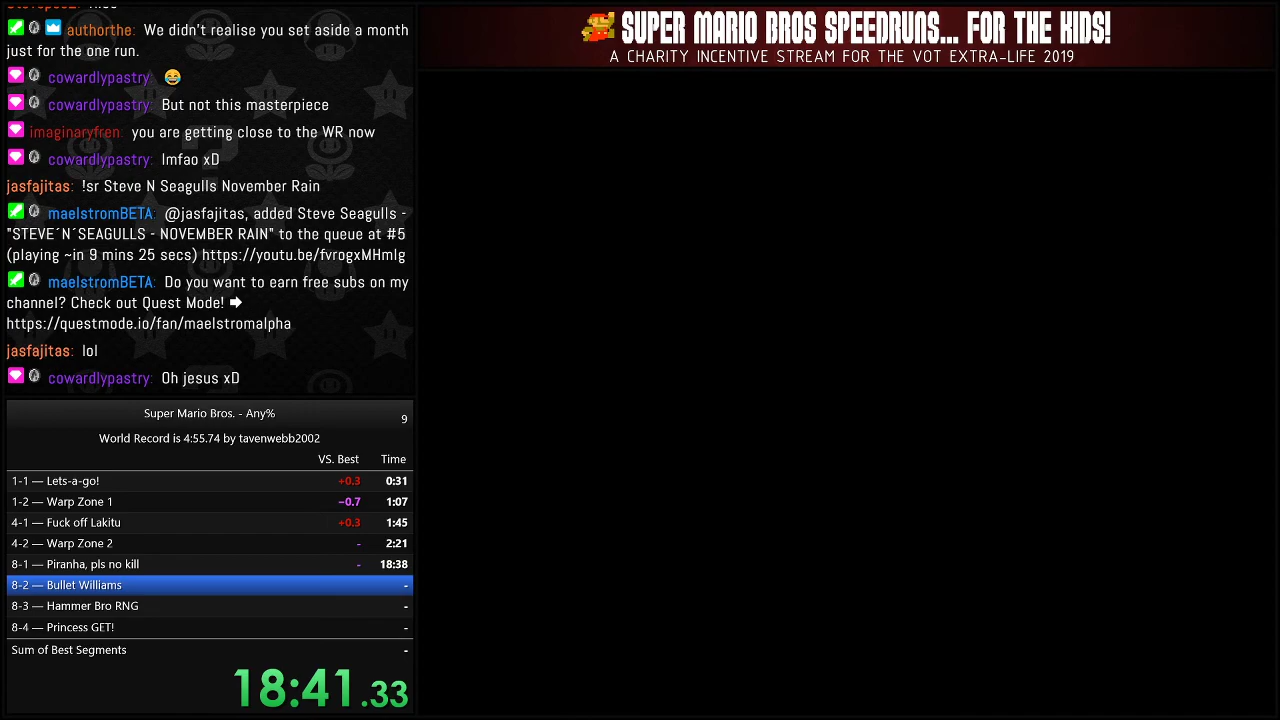 authorthe: We didn't realise you set aside a month
just for the one run.
cowardlypastry: 😂
cowardlypastry: But not this masterpiece
imaginaryfren: you are getting close to the WR now
cowardlypastry: lmfao xD
jasfajitas: !sr Steve N Seagulls November Rain
maelstromBETA: @jasfajitas, added Steve Seagulls -
"STEVE´N´SEAGULLS - NOVEMBER RAIN" to the queue at #5
(playing ~in 9 mins 25 secs) https://youtu.be/fvrogxMHmlg
maelstromBETA: Do you want to earn free subs on my
channel? Check out Quest Mode! ➡
https://questmode.io/fan/maelstromalpha
jasfajitas: lol
cowardlypastry: Oh jesus xD
Super Mario Bros. - Any%
9
World Record is 4:55.74 by tavenwebb2002
VS. Best Time
1-1 — Lets-a-go! +0.3 0:31
1-2 — Warp Zone 1 −0.7 1:07
4-1 — Fuck off Lakitu +0.3 1:45
4-2 — Warp Zone 2 - 2:21
8-1 — Piranha, pls no kill - 18:38
8-2 — Bullet Williams -
8-3 — Hammer Bro RNG -
8-4 — Princess GET! -
Sum of Best Segments -
18:41.33
SUPER MARIO BROS SPEEDRUNS... FOR THE KIDS!
A CHARITY INCENTIVE STREAM FOR THE VOT EXTRA-LIFE 2019